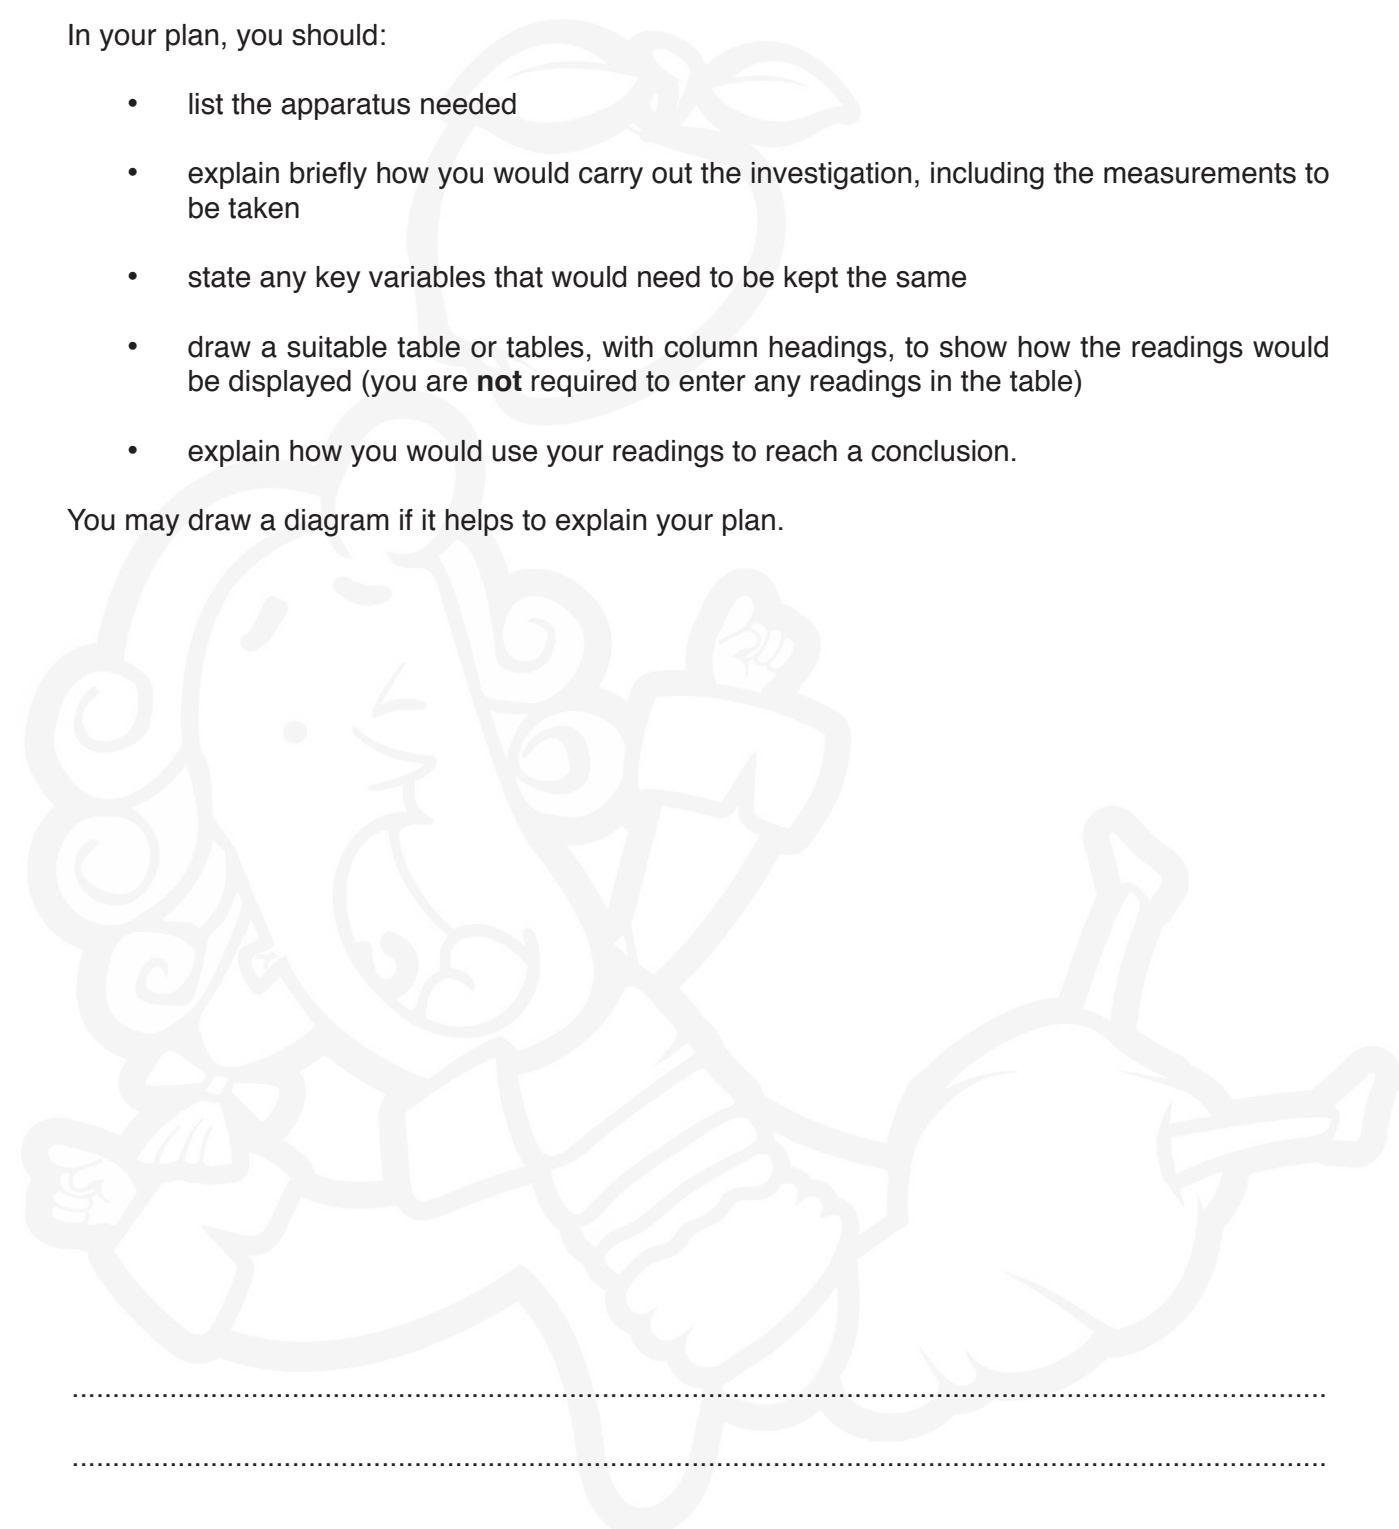 In your plan, you should:
• list the apparatus needed
• explain briefly how you would carry out the investigation, including the measurements to
be taken
• state any key variables that would need to be kept the same
• draw a suitable table or tables, with column headings, to show how the readings would
be displayed (you are not required to enter any readings in the table)
• explain how you would use your readings to reach a conclusion.
You may draw a diagram if it helps to explain your plan.